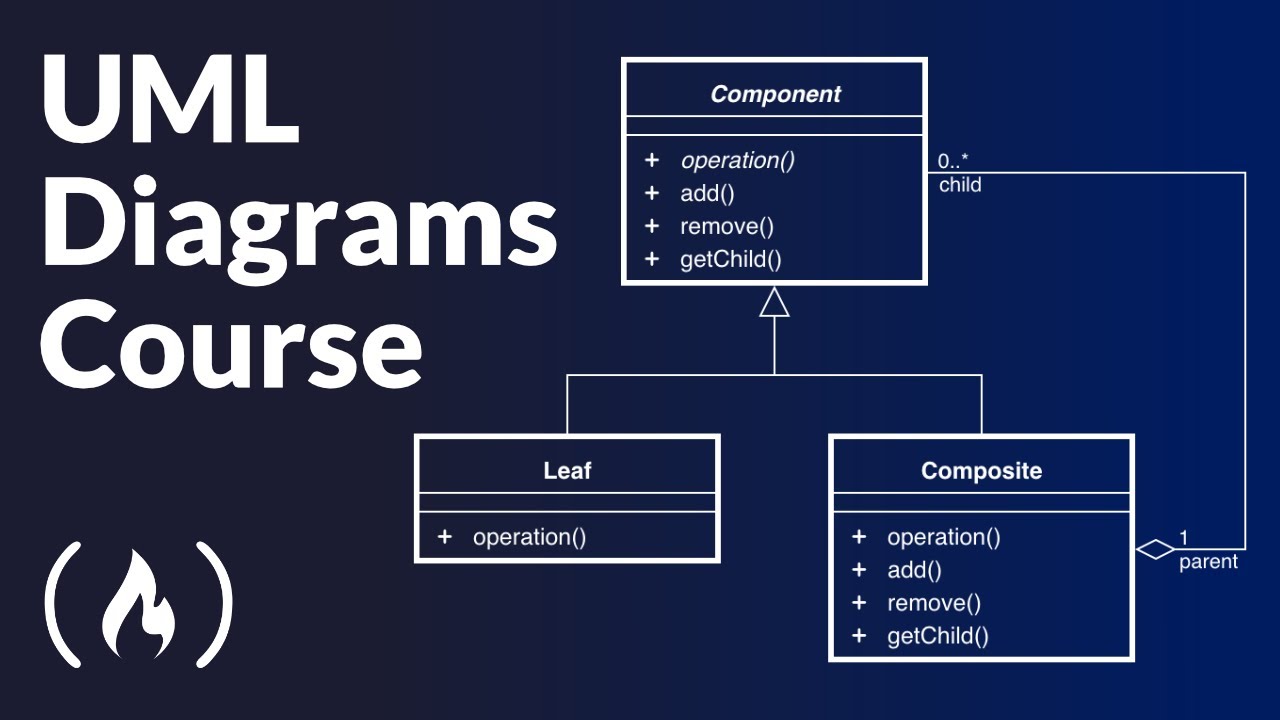 UML
Diagrams
Course
Component
+ operation()
+ add()
+ remove()
+ getChild()
0..*
child
Leaf
+ operation()
Composite
+ operation()
+ add()
+ remove()
+ getChild()
1
parent